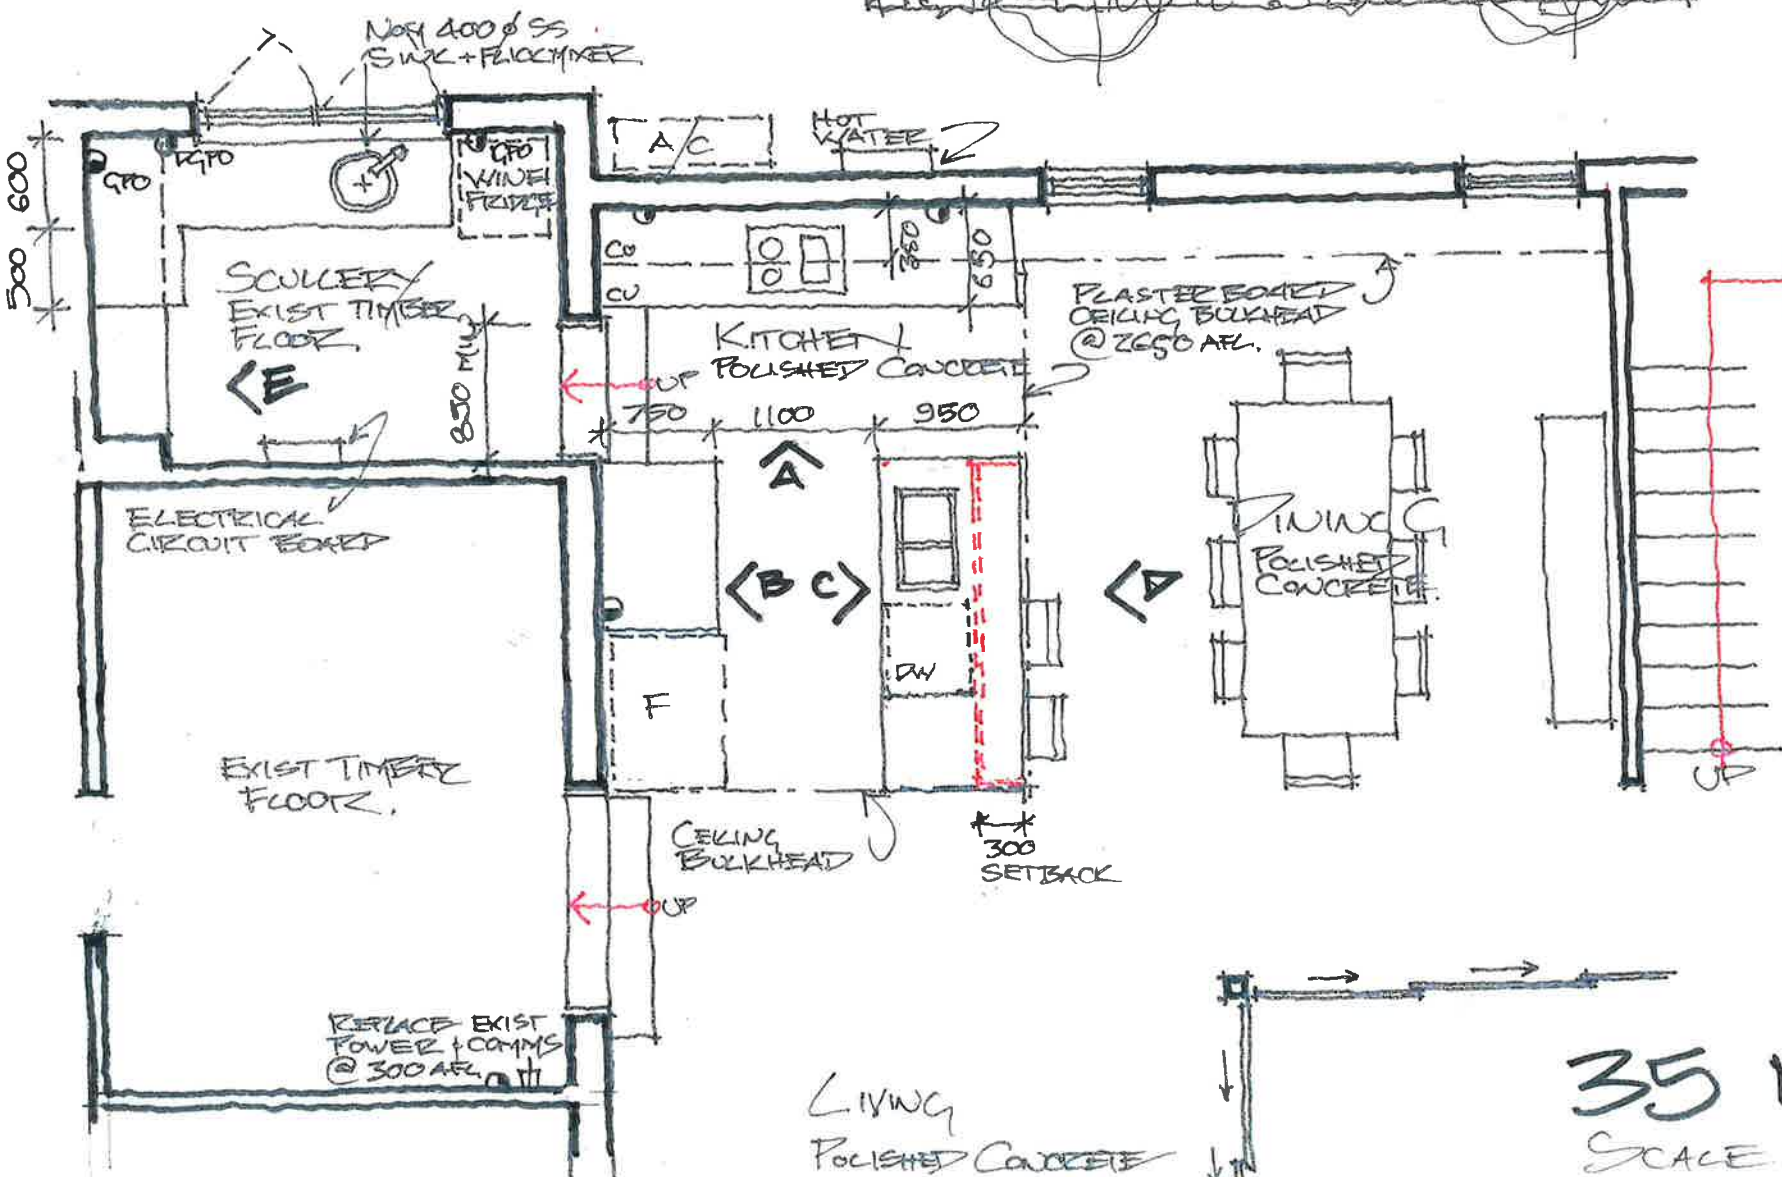 NOM 400 ø SS
SINK + FLICKMIXER
A/C
HOT
WATER
GPO
DGPO
GPO
WINE
FRIDGE
600
500
SCULLERY
EXIST TIMBER
FLOOR.
850 MIN
E
CU
380
650
KITCHEN
POLISHED CONCRETE
PLASTERBOARD
CEILING BULKHEAD
@ 2650 AFL.
UP
750
1100
950
A
ELECTRICAL
CIRCUIT BOARD
B
C
D
DINING
POLISHED
CONCRETE.
DW
F
EXIST TIMBER
FLOOR.
UP
CEILING
BULKHEAD
300
SETBACK
UP
REPLACE EXIST
POWER + COMMS
@ 300 AFL
LIVING
POLISHED CONCRETE
35
SCALE